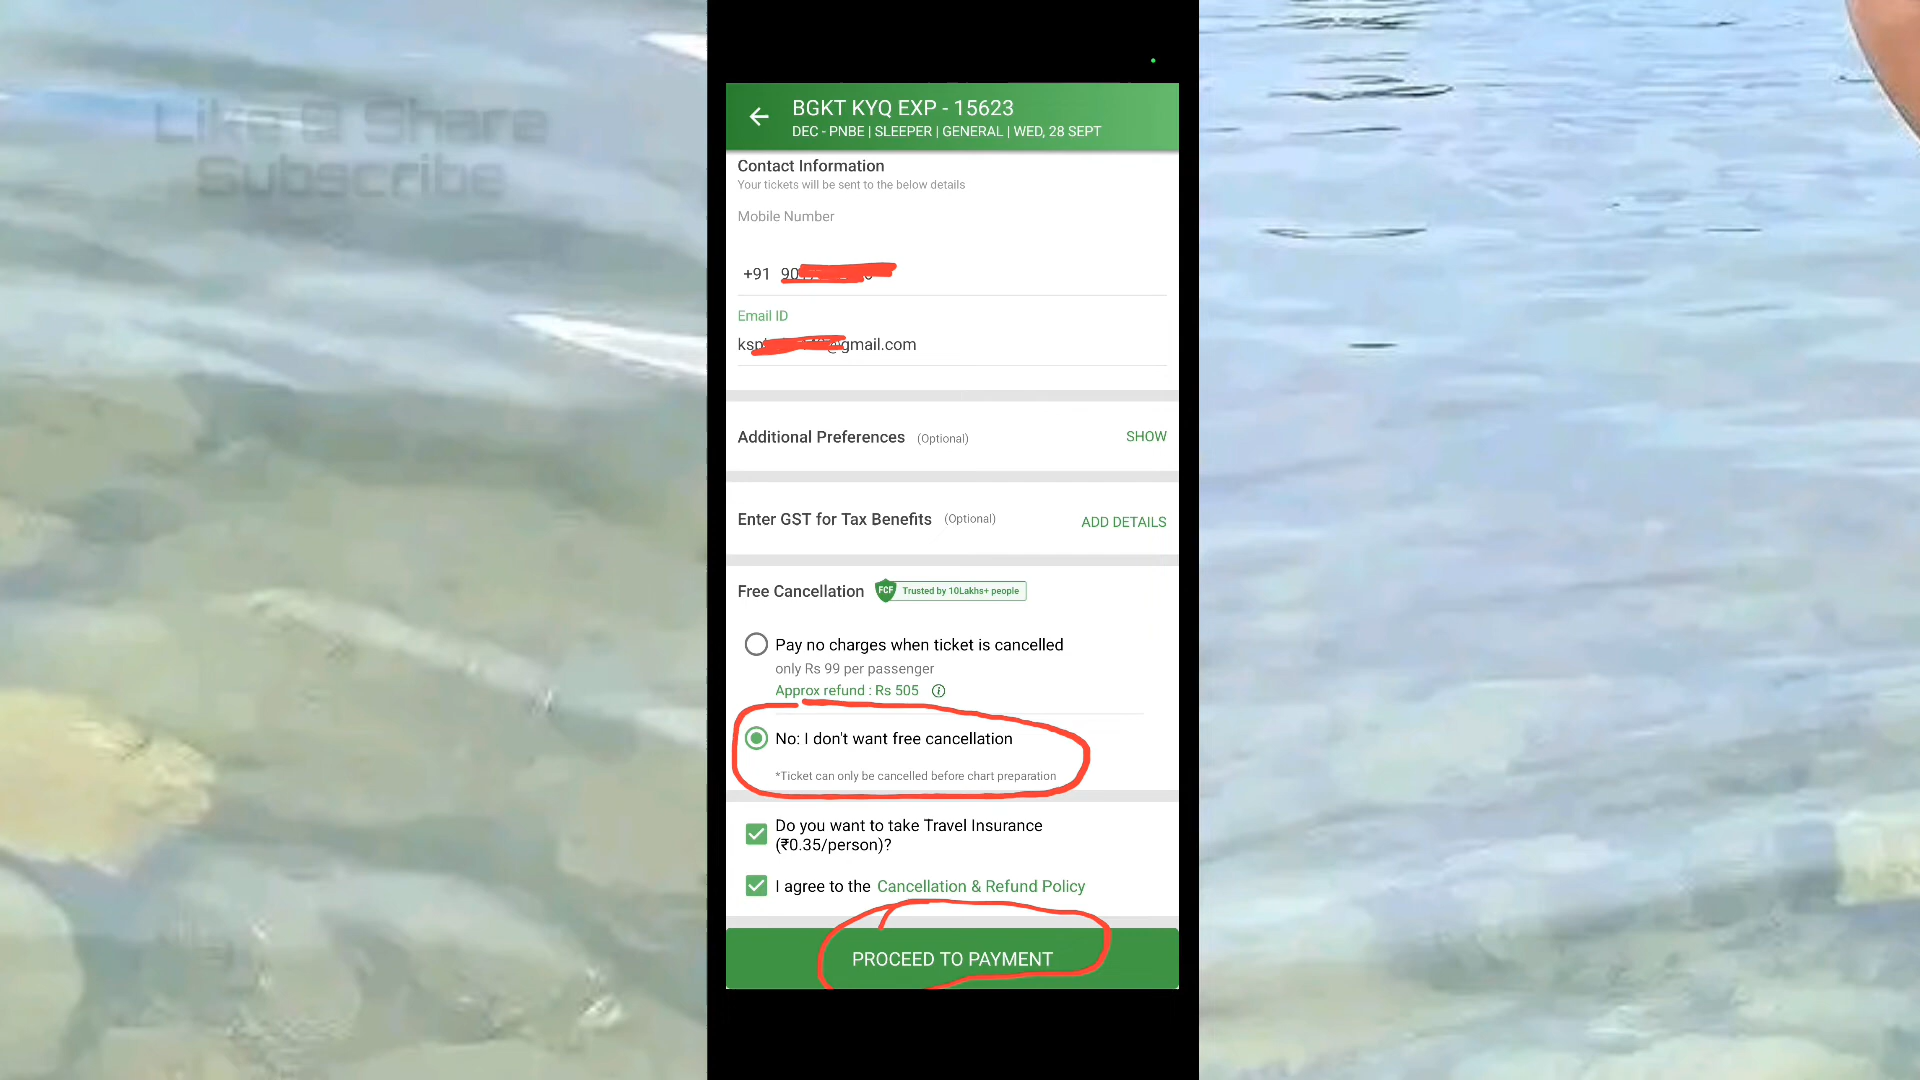 Like & Share
Subscribe
BGKT KYQ EXP - 15623
DEC - PNBE | SLEEPER | GENERAL | WED, 28 SEPT
Contact Information
Your tickets will be sent to the below details
Mobile Number
+91 90
Email ID
ksp gmail.com
Additional Preferences (Optional) SHOW
Enter GST for Tax Benefits (Optional) ADD DETAILS
Free Cancellation FCF Trusted by 10Lakhs+ people
Pay no charges when ticket is cancelled
only Rs 99 per passenger
Approx refund : Rs 505 i
No: I don't want free cancellation
*Ticket can only be cancelled before chart preparation
Do you want to take Travel Insurance
(₹0.35/person)?
I agree to the Cancellation & Refund Policy
PROCEED TO PAYMENT